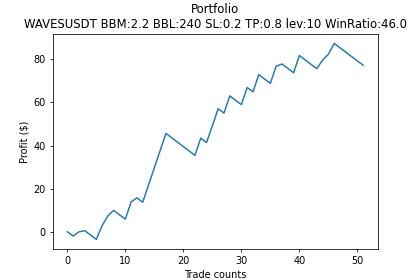 Portfolio
WAVESUSDT BBM:2.2 BBL:240 SL:0.2 TP:0.8 lev:10 WinRatio:46.0
80
60
40
20
0
Profit ($)
0 10 20 30 40 50
Trade counts